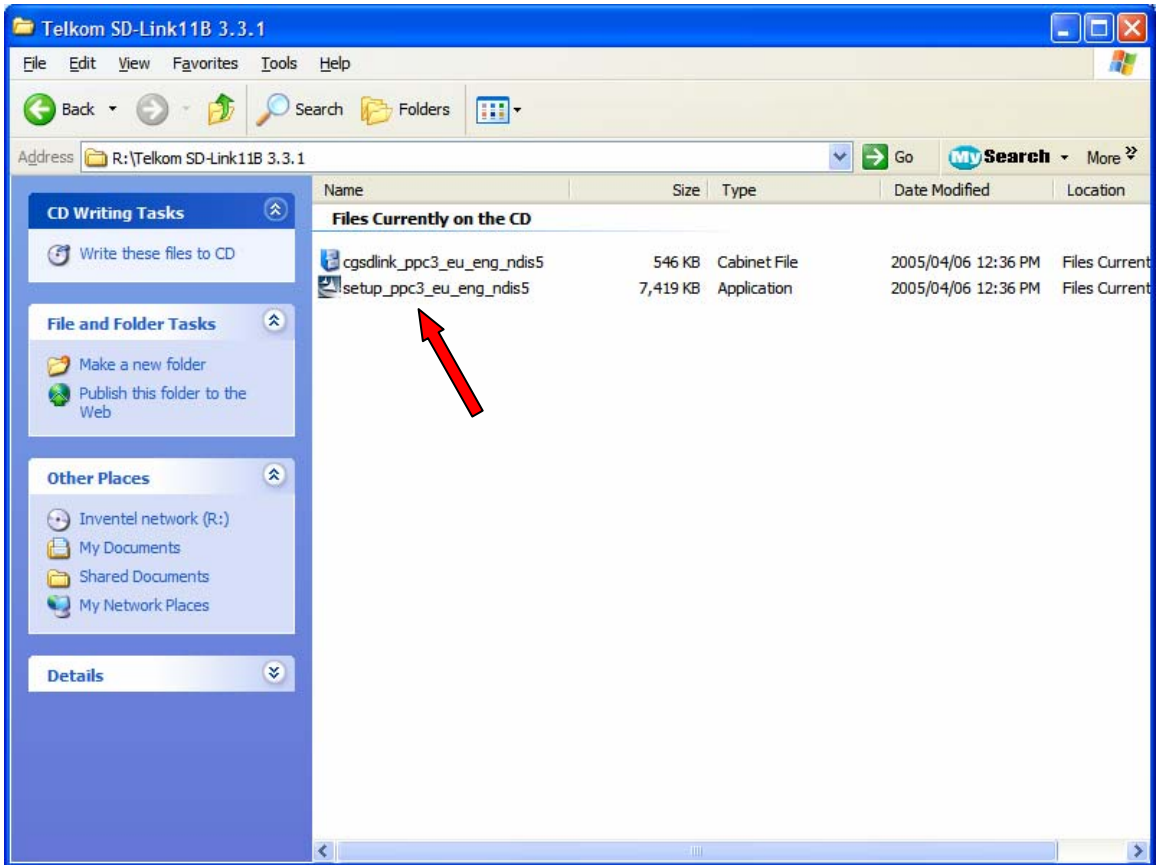 Telkom SD-Link11B 3.3.1
File Edit View Favorites Tools Help
Back Search Folders
Address R:\Telkom SD-Link11B 3.3.1 Go My Search More
Name Size Type Date Modified Location
CD Writing Tasks
Write these files to CD
File and Folder Tasks
Make a new folder
Publish this folder to the
Web
Other Places
Inventel network (R:)
My Documents
Shared Documents
My Network Places
Details
Files Currently on the CD
cgsdlink_ppc3_eu_eng_ndis5 546 KB Cabinet File 2005/04/06 12:36 PM Files Current
setup_ppc3_eu_eng_ndis5 7,419 KB Application 2005/04/06 12:36 PM Files Current